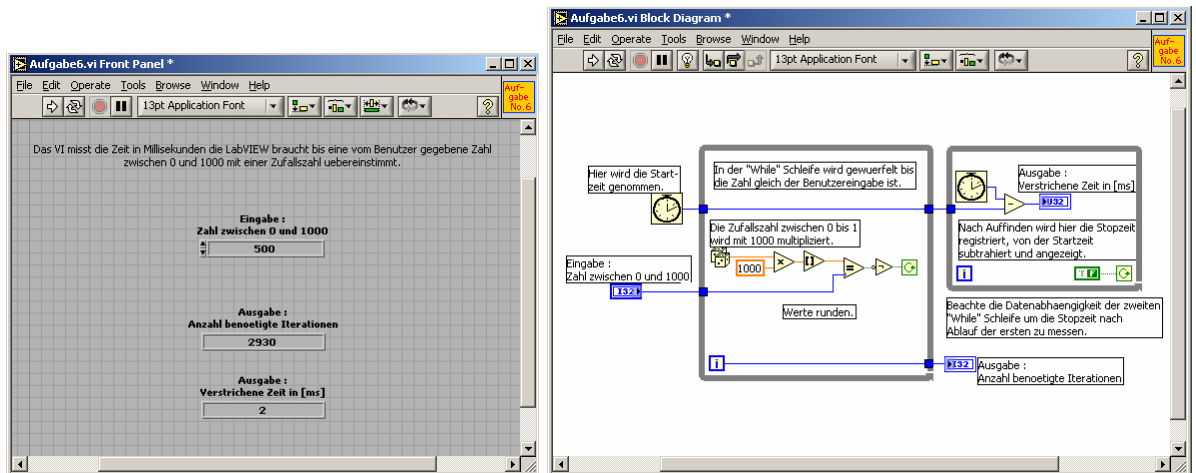 Aufgabe6.vi Front Panel *
File Edit Operate Tools Browse Window Help
13pt Application Font
Auf-
gabe
No.6
Das VI misst die Zeit in Millisekunden die LabVIEW braucht bis eine vom Benutzer gegebene Zahl
zwischen 0 und 1000 mit einer Zufallszahl uebereinstimmt.
Eingabe :
Zahl zwischen 0 und 1000
500
Ausgabe :
Anzahl benoetigte Iterationen
2930
Ausgabe :
Verstrichene Zeit in [ms]
2
Aufgabe6.vi Block Diagram *
File Edit Operate Tools Browse Window Help
13pt Application Font
Auf-
gabe
No.6
Hier wird die Start-
zeit genommen.
In der "While" Schleife wird gewuerfelt bis
die Zahl gleich der Benutzereingabe ist.
Die Zufallszahl zwischen 0 bis 1
wird mit 1000 multipliziert.
1000
Eingabe :
Zahl zwischen 0 und 1000
I32
Werte runden.
i
Ausgabe :
Verstrichene Zeit in [ms]
U32
Nach Auffinden wird hier die Stopzeit
registriert, von der Startzeit
subtrahiert und angezeigt.
i
TF
Beachte die Datenabhaengigkeit der zweiten
"While" Schleife um die Stopzeit nach
Ablauf der ersten zu messen.
I32
Ausgabe :
Anzahl benoetigte Iterationen